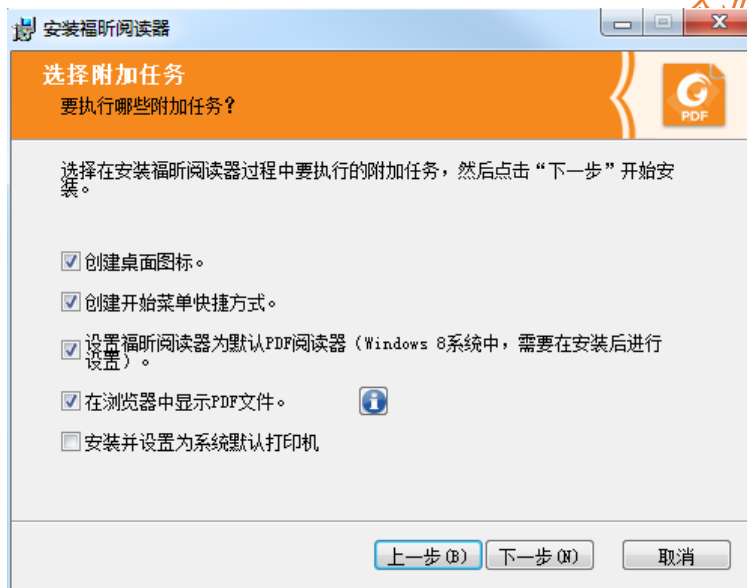 安装福昕阅读器
选择附加任务
要执行哪些附加任务？
PDF
选择在安装福昕阅读器过程中要执行的附加任务，然后点击“下一步”开始安
装。
创建桌面图标。
创建开始菜单快捷方式。
设置福昕阅读器为默认PDF阅读器（Windows 8系统中，需要在安装后进行
设置）。
在浏览器中显示PDF文件。
安装并设置为系统默认打印机
上一步(B) 下一步(N) 取消